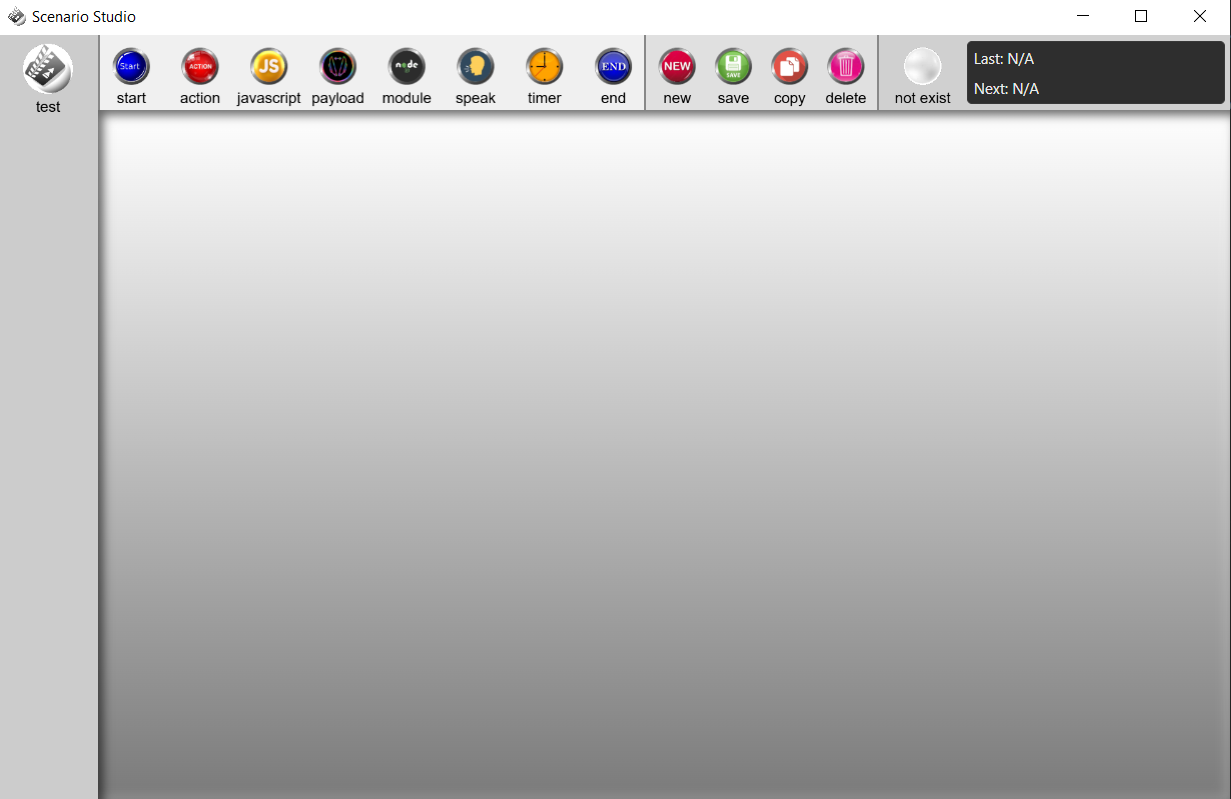 Scenario Studio
test
Start
ACTION
JS
node
END
NEW
SAVE
start action javascript payload module speak timer end new save copy delete not exist
Last: N/A
Next: N/A